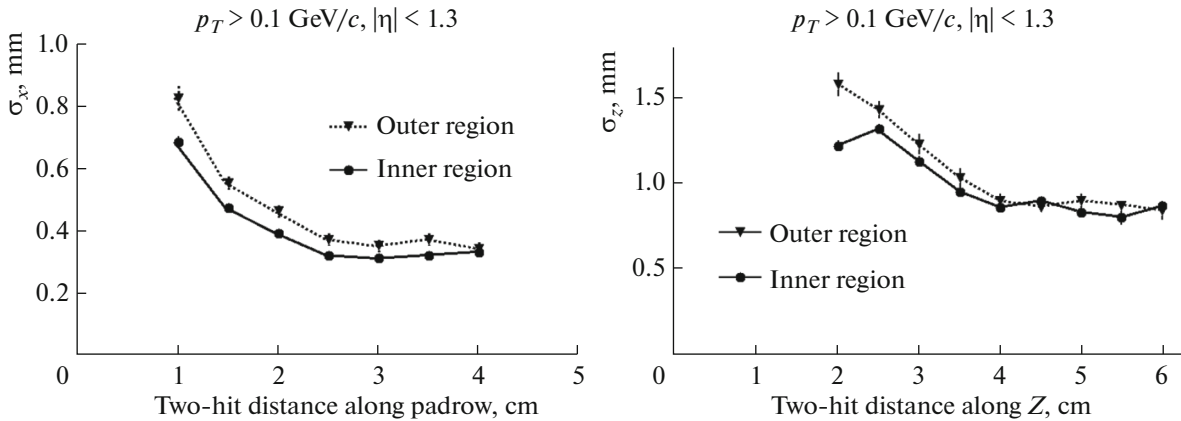 p_T > 0.1 GeV/c, |η| < 1.3
σ_x, mm
1.0
0.8
0.6
0.4
0.2
0
1
2
3
4
5
Outer region
Inner region
Two-hit distance along padrow, cm
p_T > 0.1 GeV/c, |η| < 1.3
σ_z, mm
1.5
1.0
0.5
0
1
2
3
4
5
6
Outer region
Inner region
Two-hit distance along Z, cm